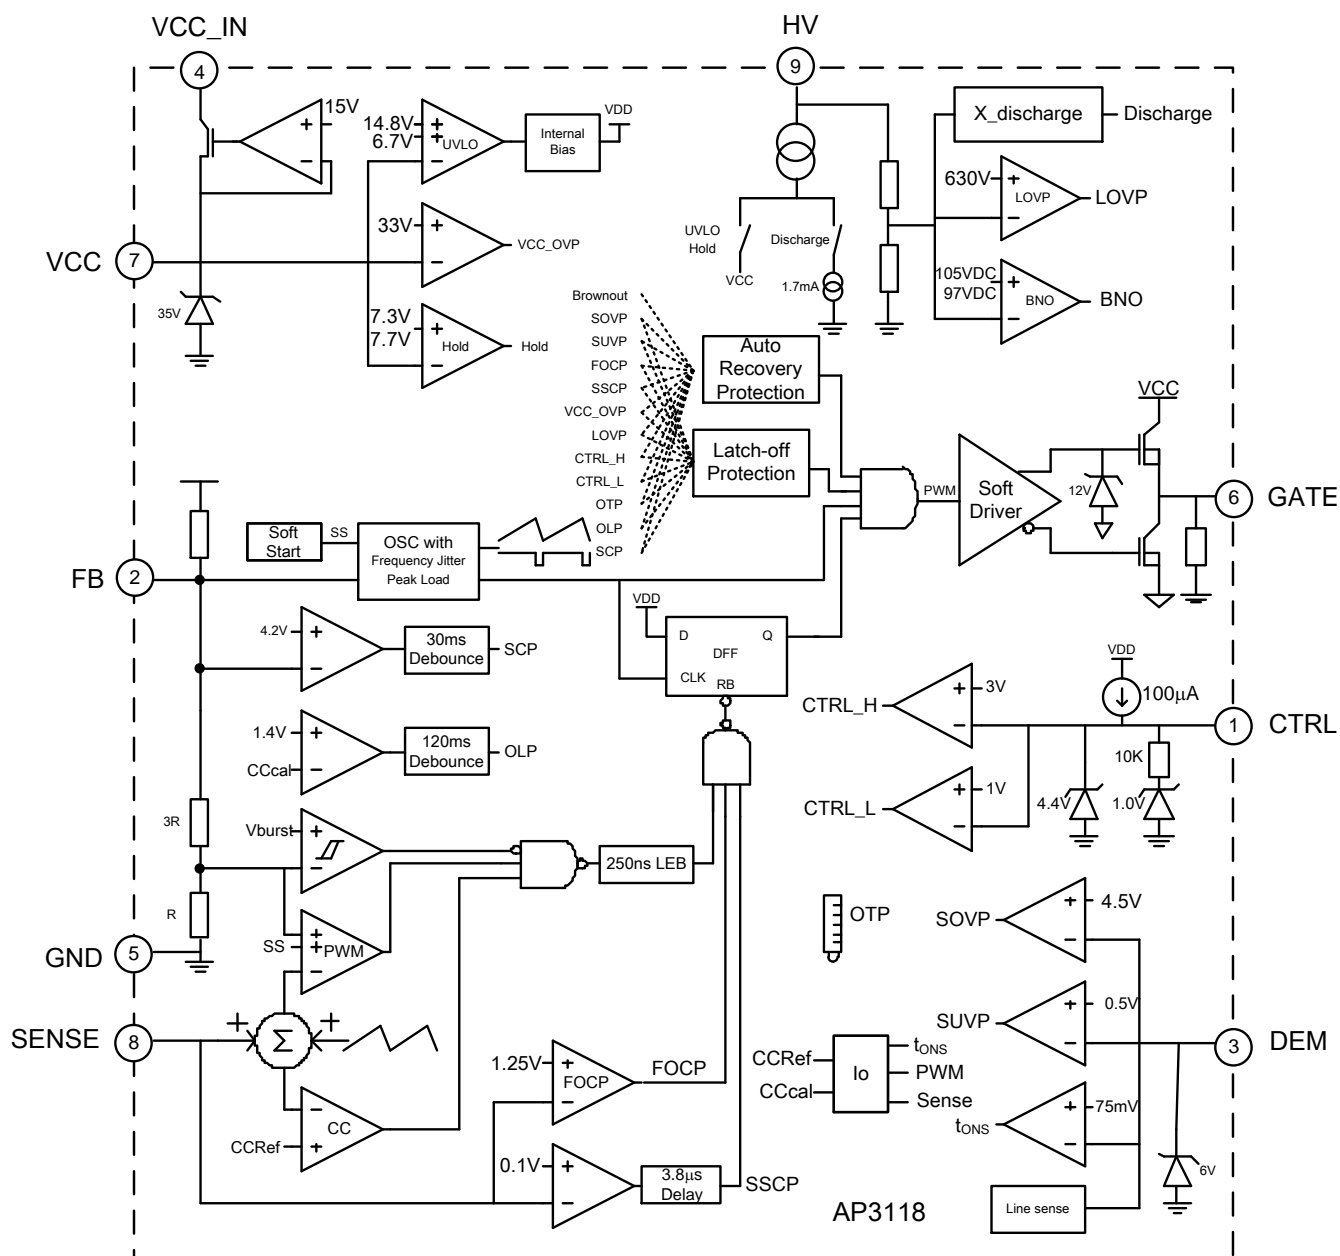 VCC_IN
HV
4
9
15V
+
−
14.8V
6.7V
+
+
−
UVLO
Internal
Bias
VDD
X_discharge
Discharge
630V
+
−
LOVP
LOVP
33V
+
−
VCC_OVP
UVLO
Hold
VCC
Discharge
1.7mA
105VDC
97VDC
+
−
BNO
BNO
VCC
7
35V
7.3V
7.7V
+
−
Hold
Hold
Brownout
SOVP
SUVP
FOCP
SSCP
VCC_OVP
LOVP
CTRL_H
CTRL_L
OTP
OLP
SCP
Auto
Recovery
Protection
Latch-off
Protection
PWM
Soft
Driver
VCC
12V
6
GATE
Soft
Start
SS
OSC with
Frequency Jitter
Peak Load
FB
2
VDD
D
Q
DFF
CLK
RB
4.2V
+
−
30ms
Debounce
SCP
1.4V
+
CCcal
−
120ms
Debounce
OLP
VDD
100μA
CTRL_H
+
3V
−
1
CTRL
10K
CTRL_L
+
1V
−
4.4V
1.0V
3R
Vburst
+
−
250ns LEB
R
SS
+
+
−
PWM
GND
5
OTP
SOVP
+
4.5V
−
SENSE
8
+
Σ
+
SUVP
+
0.5V
−
3
DEM
1.25V
+
−
FOCP
FOCP
CCRef
CCcal
Io
tONS
PWM
Sense
−
CC
CCRef
+
tONS
+
75mV
−
0.1V
+
−
3.8μs
Delay
SSCP
6V
Line sense
AP3118